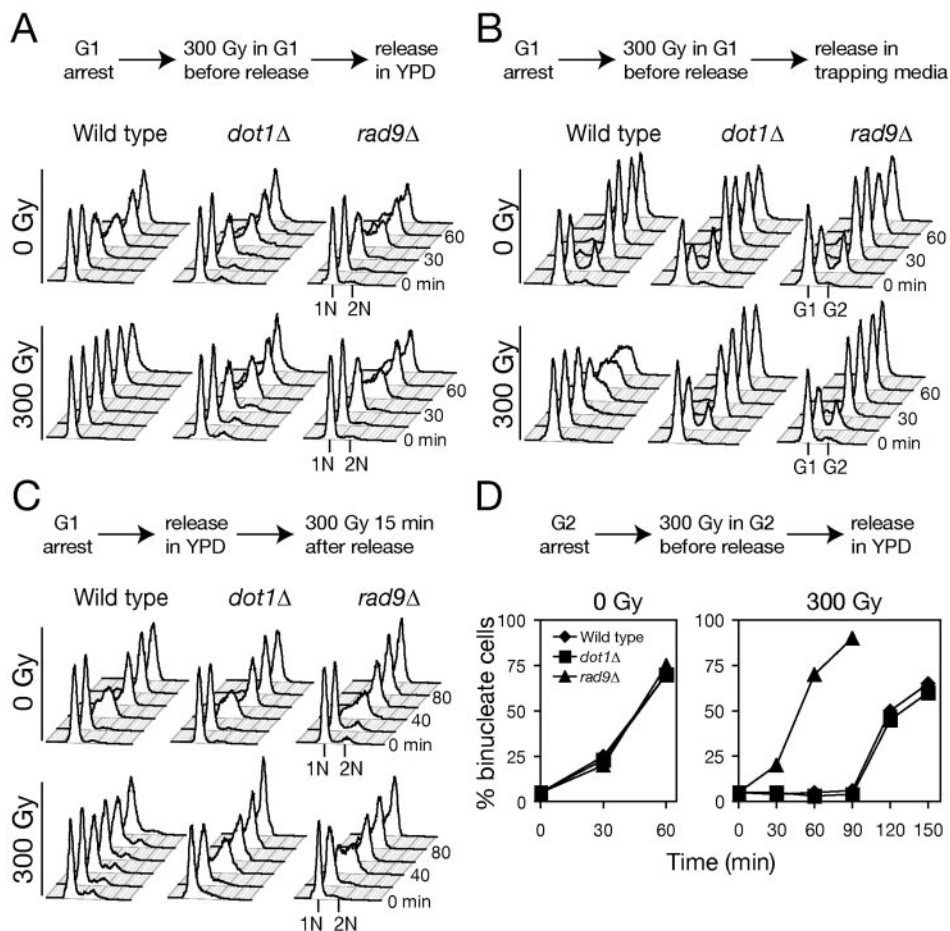 A
G1 arrest → 300 Gy in G1 before release → release in YPD
Wild type dot1Δ rad9Δ
0 Gy
60
30
0 min
1N 2N
300 Gy
60
30
0 min
1N 2N
B
G1 arrest → 300 Gy in G1 before release → release in trapping media
Wild type dot1Δ rad9Δ
0 Gy
60
30
0 min
G1 G2
300 Gy
60
30
0 min
G1 G2
C
G1 arrest → release in YPD → 300 Gy 15 min after release
Wild type dot1Δ rad9Δ
0 Gy
80
40
0 min
1N 2N
300 Gy
80
40
0 min
1N 2N
D
G2 arrest → 300 Gy in G2 before release → release in YPD
0 Gy 300 Gy
% binucleate cells
100
75
50
25
0
Wild type
dot1Δ
rad9Δ
0 30 60
100
75
50
25
0
0 30 60 90 120 150
Time (min)